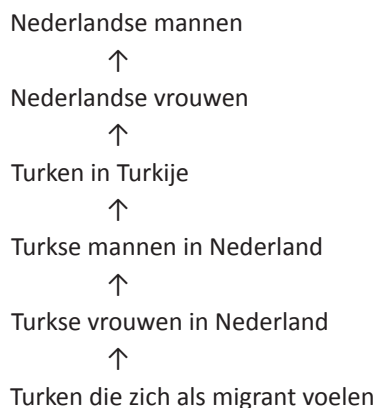 Nederlandse mannen
↑
Nederlandse vrouwen
↑
Turken in Turkije
↑
Turkse mannen in Nederland
↑
Turkse vrouwen in Nederland
↑
Turken die zich als migrant voelen